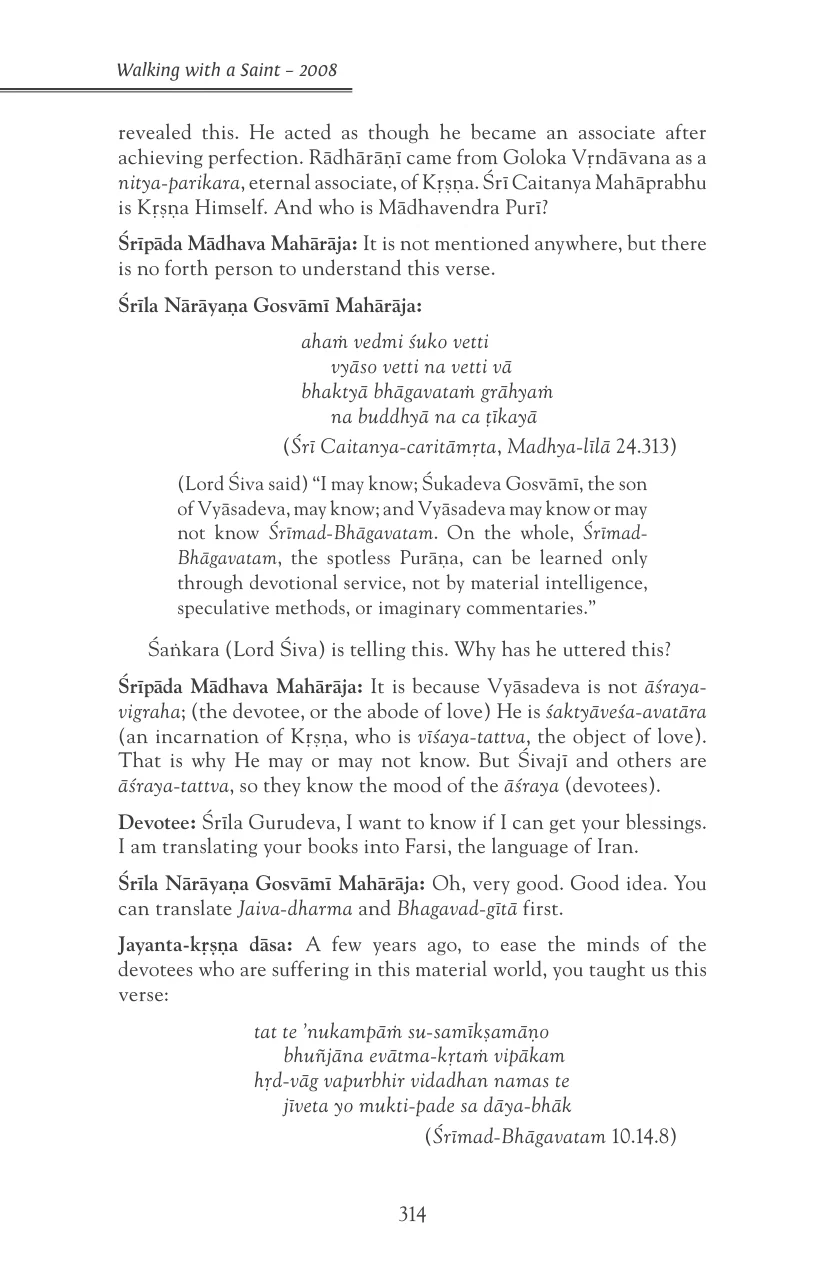 Walking with a Saint – 2008
revealed this. He acted as though he became an associate after
achieving perfection. Rādhārāṇī came from Goloka Vṛndāvana as a
nitya-parikara, eternal associate, of Kṛṣṇa. Śrī Caitanya Mahāprabhu
is Kṛṣṇa Himself. And who is Mādhavendra Purī?
Śrīpāda Mādhava Mahārāja: It is not mentioned anywhere, but there
is no forth person to understand this verse.
Śrīla Nārāyaṇa Gosvāmī Mahārāja:
ahaṁ vedmi śuko vetti
vyāso vetti na vetti vā
bhaktyā bhāgavataṁ grāhyaṁ
na buddhyā na ca ṭīkayā
(Śrī Caitanya-caritāmṛta, Madhya-līlā 24.313)
(Lord Śiva said) “I may know; Śukadeva Gosvāmī, the son
of Vyāsadeva, may know; and Vyāsadeva may know or may
not know Śrīmad-Bhāgavatam. On the whole, Śrīmad-
Bhāgavatam, the spotless Purāṇa, can be learned only
through devotional service, not by material intelligence,
speculative methods, or imaginary commentaries.”
Śaṅkara (Lord Śiva) is telling this. Why has he uttered this?
Śrīpāda Mādhava Mahārāja: It is because Vyāsadeva is not āśraya-
vigraha; (the devotee, or the abode of love) He is śaktyāveśa-avatāra
(an incarnation of Kṛṣṇa, who is vīśaya-tattva, the object of love).
That is why He may or may not know. But Śivajī and others are
āśraya-tattva, so they know the mood of the āśraya (devotees).
Devotee: Śrīla Gurudeva, I want to know if I can get your blessings.
I am translating your books into Farsi, the language of Iran.
Śrīla Nārāyaṇa Gosvāmī Mahārāja: Oh, very good. Good idea. You
can translate Jaiva-dharma and Bhagavad-gītā first.
Jayanta-kṛṣṇa dāsa: A few years ago, to ease the minds of the
devotees who are suffering in this material world, you taught us this
verse:
tat te ’nukampāṁ su-samīkṣamāṇo
bhuñjāna evātma-kṛtaṁ vipākam
hṛd-vāg vapurbhir vidadhan namas te
jīveta yo mukti-pade sa dāya-bhāk
(Śrīmad-Bhāgavatam 10.14.8)
314